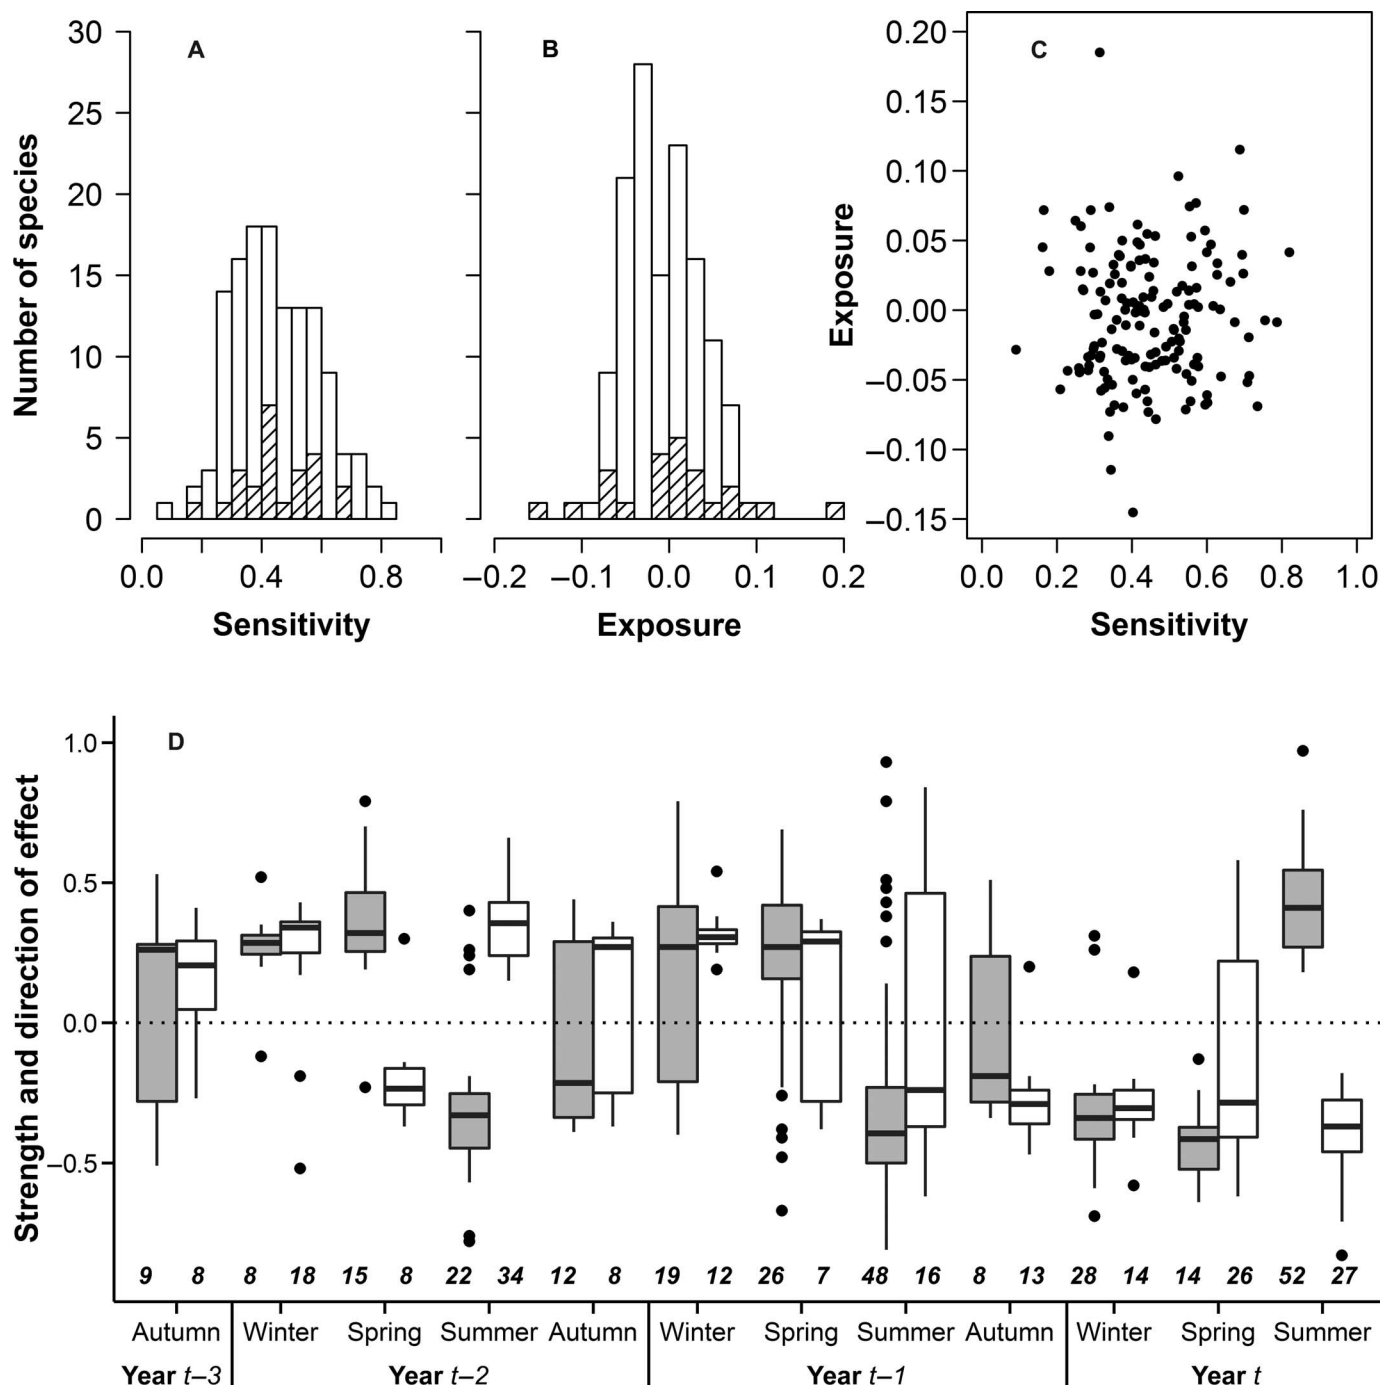 A
B
C
30
25
20
15
10
5
0
Number of species
0.0
0.4
0.8
Sensitivity
–0.2
–0.1
0.0
0.1
0.2
Exposure
0.20
0.15
0.10
0.05
0.00
–0.05
–0.10
–0.15
Exposure
0.0 0.2 0.4 0.6 0.8 1.0
Sensitivity
D
1.0
0.5
0.0
–0.5
Strength and direction of effect
9 8 8 18 15 8 22 34 12 8 19 12 26 7 48 16 8 13 28 14 14 26 52 27
Autumn Winter Spring Summer Autumn Winter Spring Summer Autumn Winter Spring Summer
Year t–3 Year t–2 Year t–1 Year t